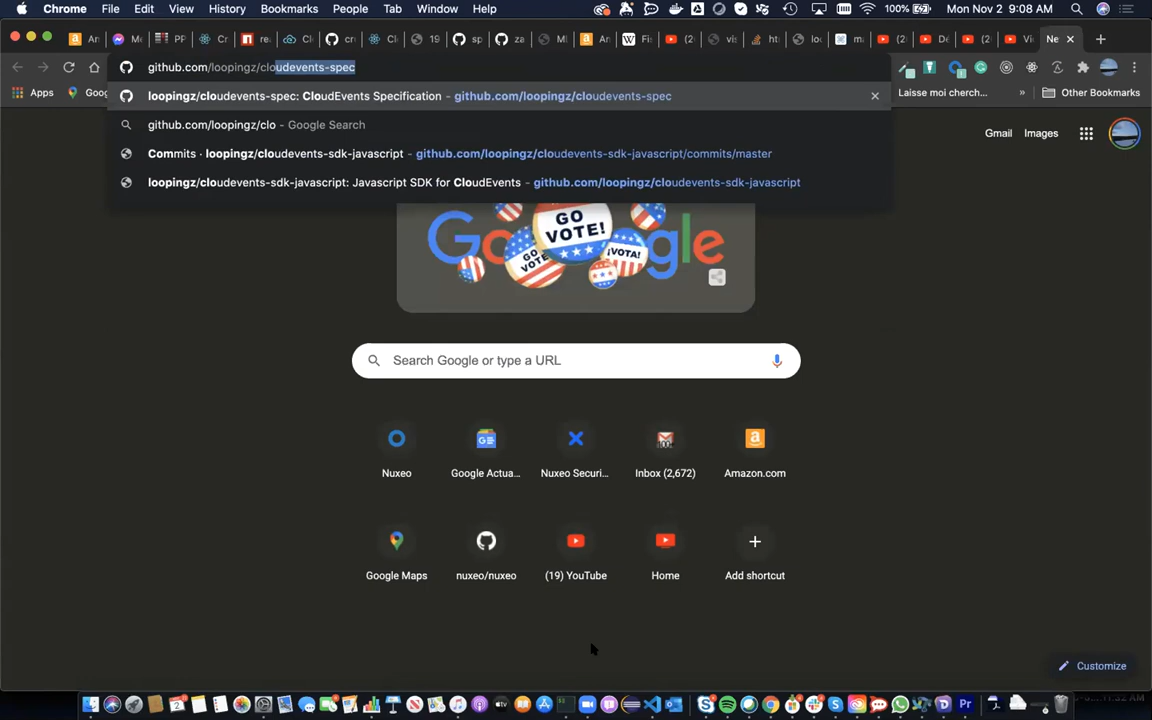 Chrome File Edit View History Bookmarks People Tab Window Help 100% Mon Nov 2 9:08 AM
Ne
github.com/loopingz/cloudevents-spec
loopingz/cloudevents-spec: CloudEvents Specification - github.com/loopingz/cloudevents-spec
github.com/loopingz/clo - Google Search
Commits · loopingz/cloudevents-sdk-javascript - github.com/loopingz/cloudevents-sdk-javascript/commits/master
loopingz/cloudevents-sdk-javascript: Javascript SDK for CloudEvents - github.com/loopingz/cloudevents-sdk-javascript
Apps Laisse moi cherch... » Other Bookmarks
Gmail Images
GO VOTE!
GO VOTE!
¡VOTA!
Search Google or type a URL
Nuxeo Google Actua... Nuxeo Securi... Inbox (2,672) Amazon.com
Google Maps nuxeo/nuxeo (19) YouTube Home Add shortcut
Customize